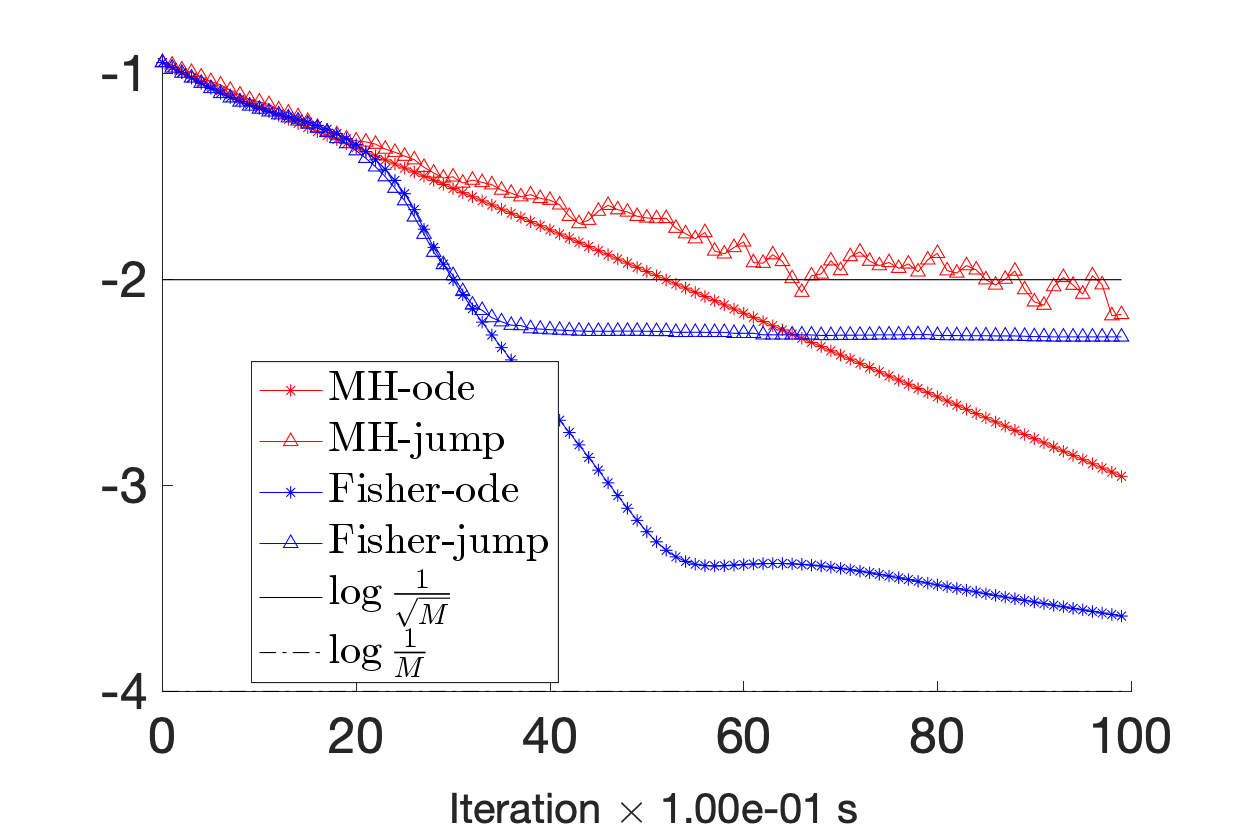 -1
-2
-3
-4
MH-ode
MH-jump
Fisher-ode
Fisher-jump
log 1/√M
log 1/M
0 20 40 60 80 100
Iteration × 1.00e-01 s